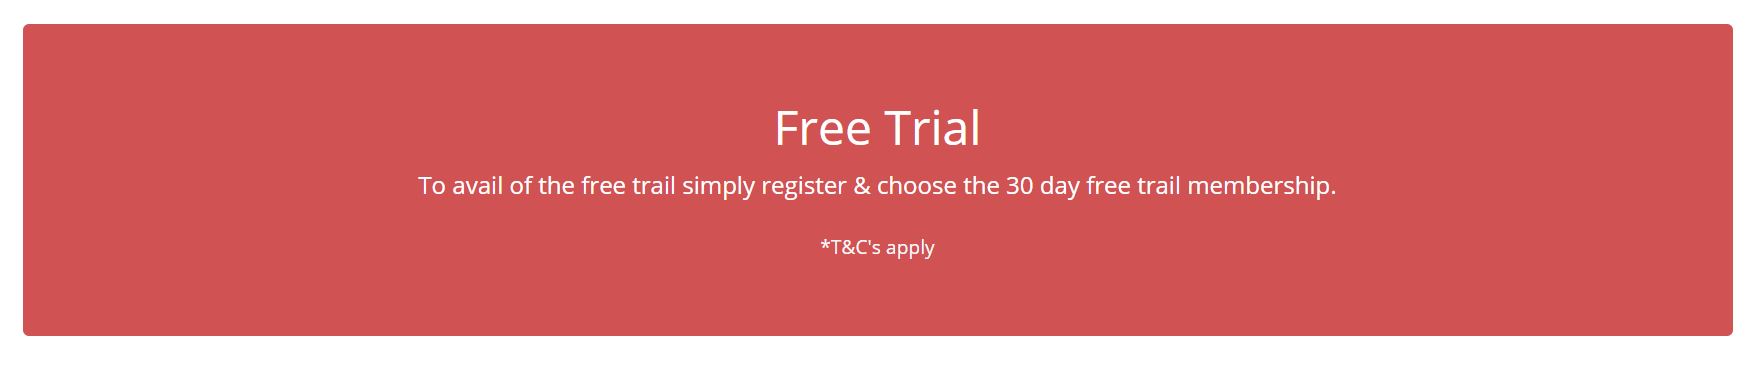 Free Trial
To avail of the free trail simply register & choose the 30 day free trail membership.
*T&C's apply